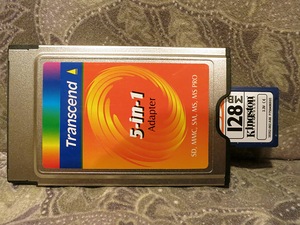 Transcend
5-in-1
Adapter
SD, MMC, SM, MS, MS PRO
128
Kingston